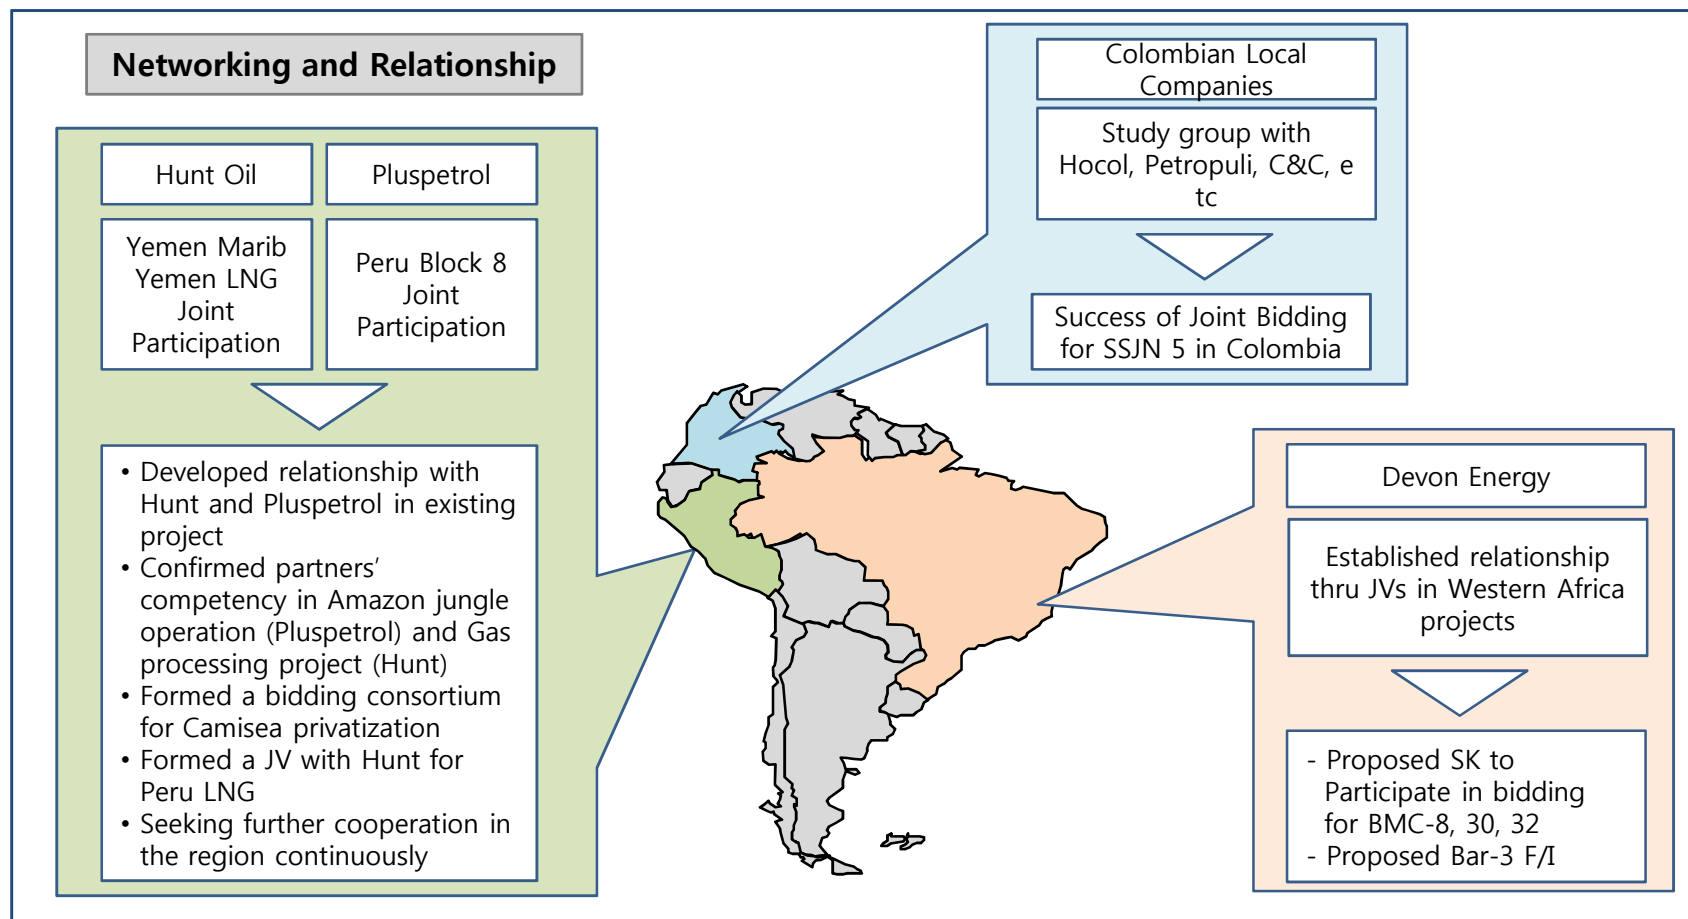 Networking and Relationship
Hunt Oil
Pluspetrol
Yemen Marib
Yemen LNG
Joint
Participation
Peru Block 8
Joint
Participation
• Developed relationship with
Hunt and Pluspetrol in existing
project
• Confirmed partners’
competency in Amazon jungle
operation (Pluspetrol) and Gas
processing project (Hunt)
• Formed a bidding consortium
for Camisea privatization
• Formed a JV with Hunt for
Peru LNG
• Seeking further cooperation in
the region continuously
Colombian Local
Companies
Study group with
Hocol, Petropuli, C&C, e
tc
Success of Joint Bidding
for SSJN 5 in Colombia
Devon Energy
Established relationship
thru JVs in Western Africa
projects
- Proposed SK to
Participate in bidding
for BMC-8, 30, 32
- Proposed Bar-3 F/I